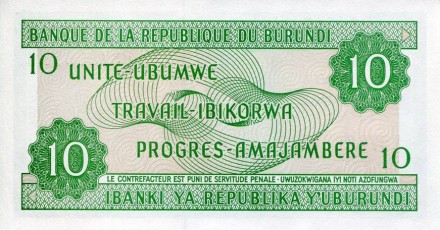 BANQUE DE LA REPUBLIQUE DU BURUNDI
10 UNITE-UBUMWE 10
TRAVAIL-IBIKORWA
10 PROGRES-AMAJAMBERE 10
LE CONTREFACTEUR EST PUNI DE SERVITUDE PENALE - UWUZOKWIGANA IYI NOTI AZOFUNGWA
IBANKI YA REPUBLIKA Y'UBURUNDI